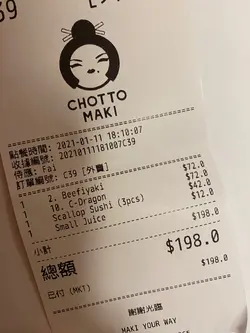 C39
CHOTTO
MAKI
點餐時間: 2021-01-11 18:10:07
收據編號: 20210111181007C39
侍應: Fai
訂單編號: C39 [外賣]
1 2. Beefiyaki $72.0
1 10. C-Dragon $72.0
1 Scallop Sushi (3pcs) $42.0
1 Small Juice $12.0
小計 $198.0
總額 $198.0
已付 (MKT) $198.0
謝謝光臨
MAKI YOUR WAY